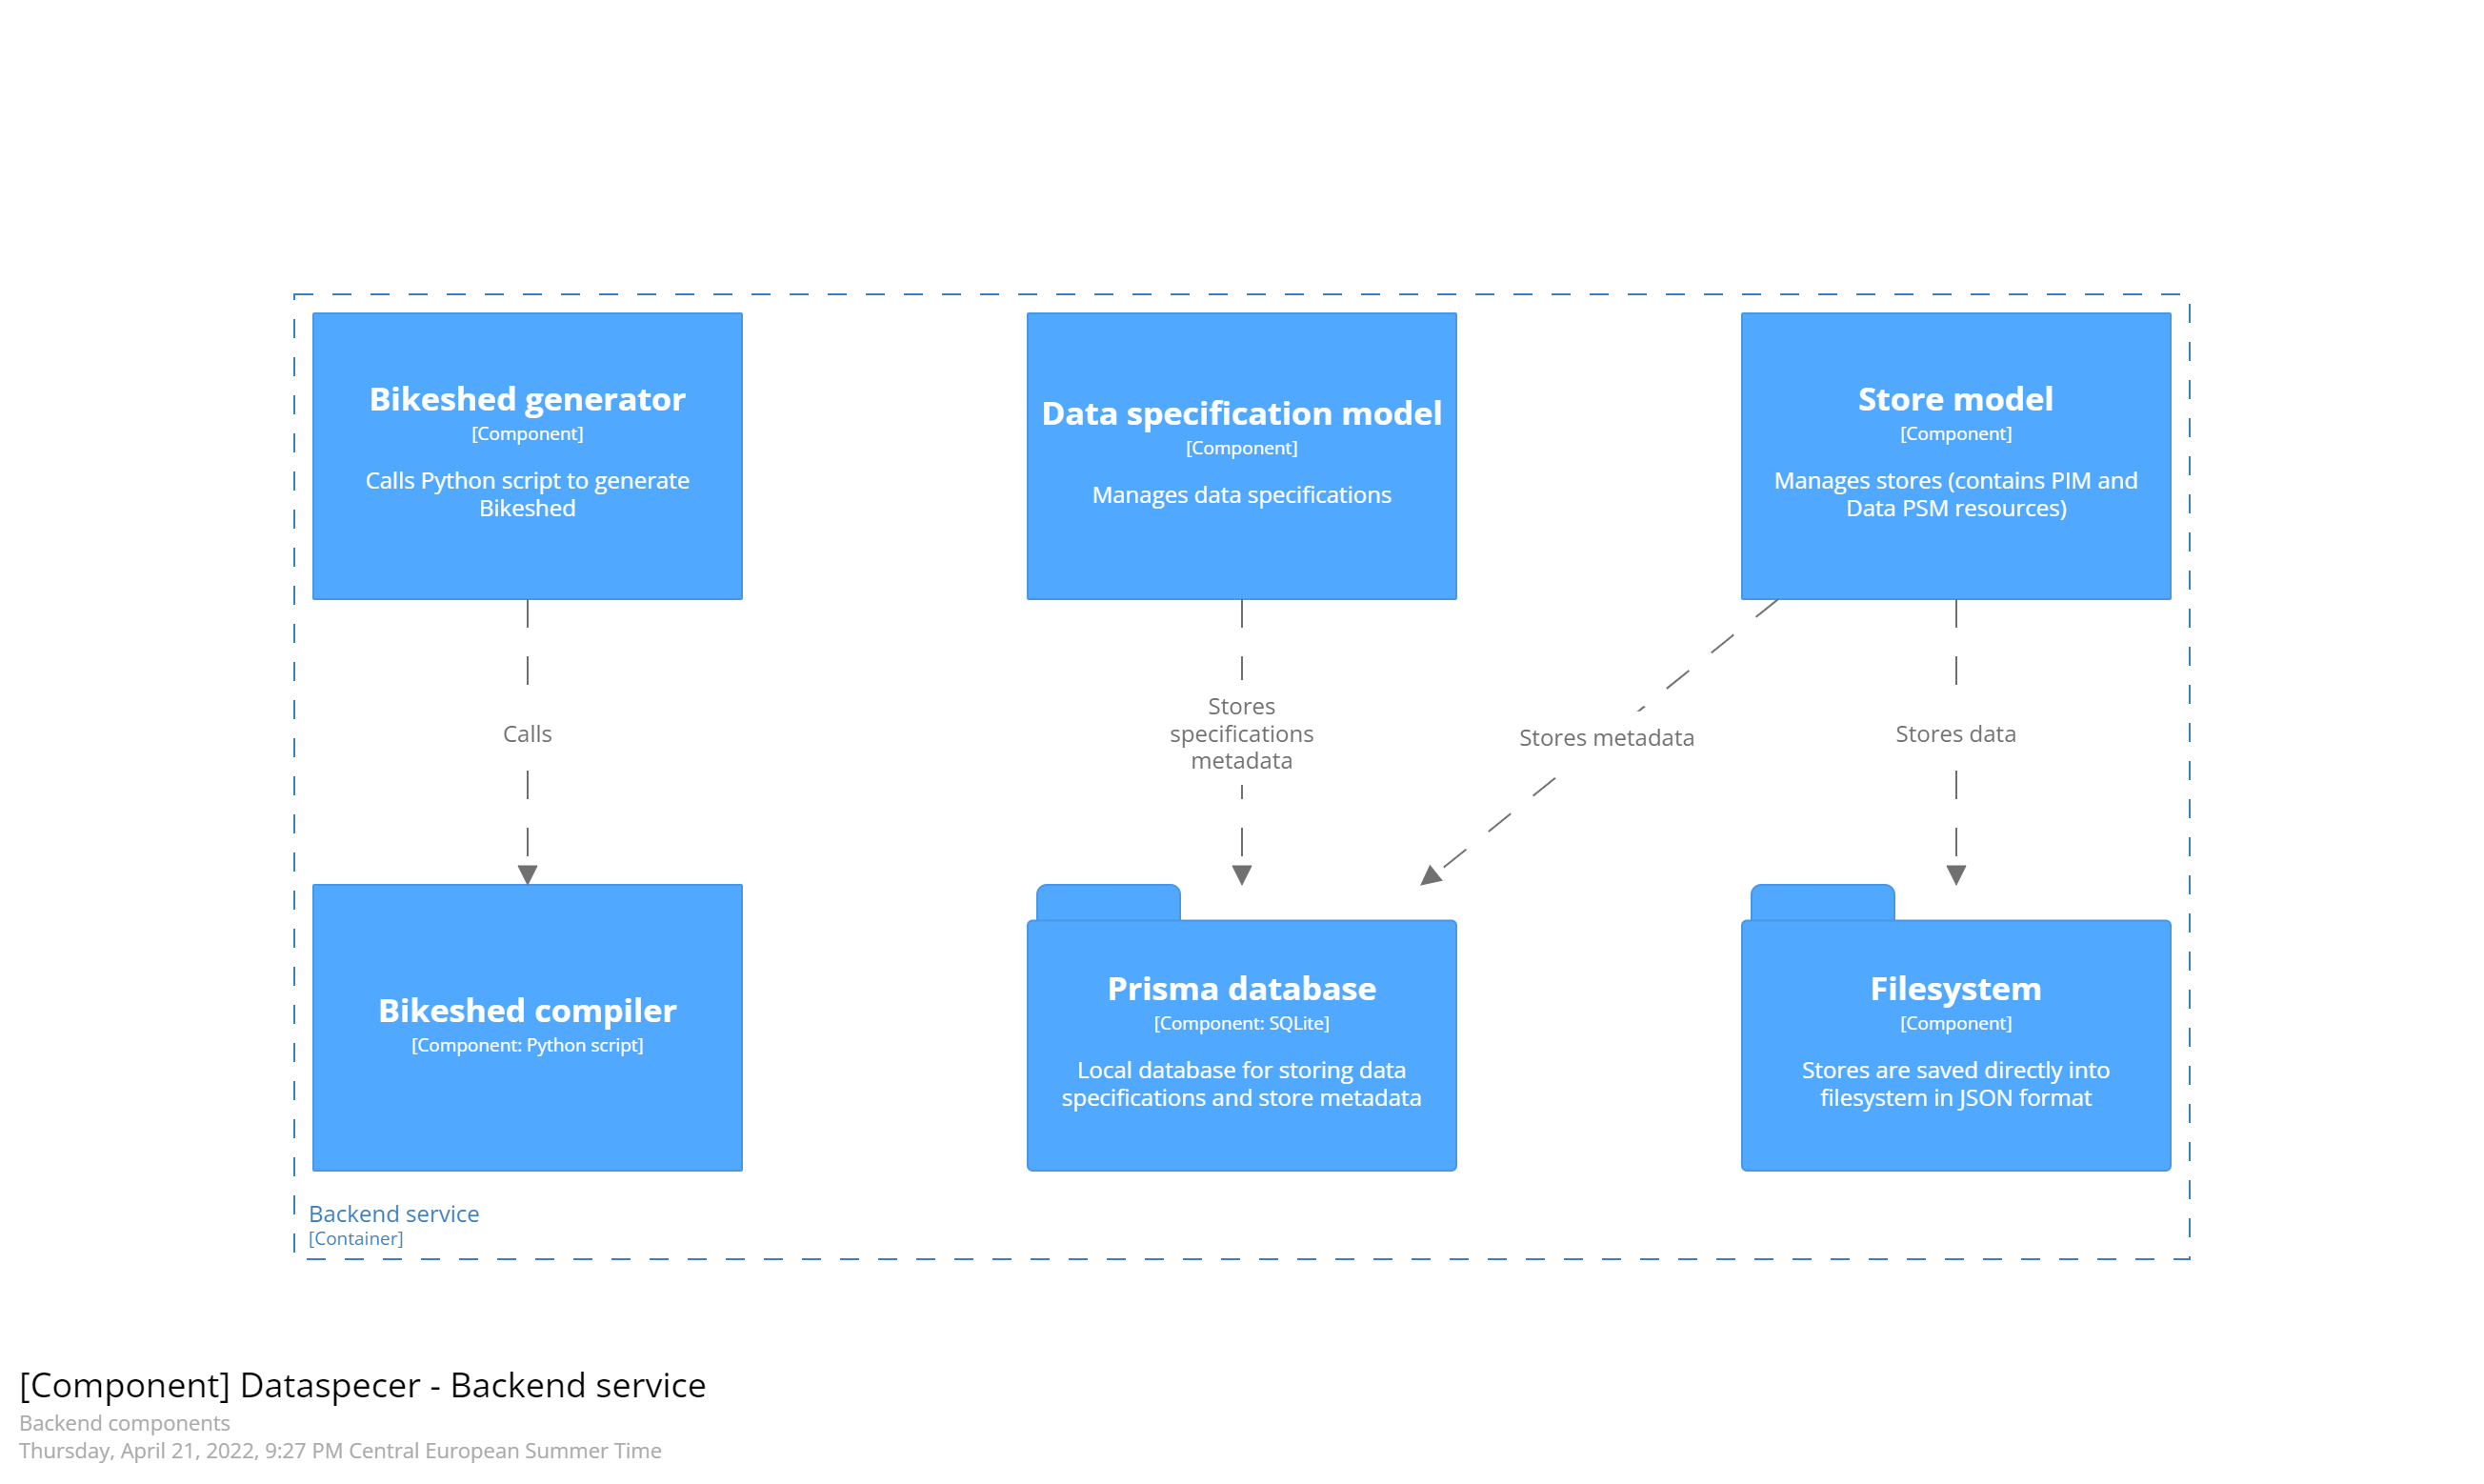 Bikeshed generator
[Component]
Calls Python script to generate
Bikeshed
Data specification model
[Component]
Manages data specifications
Store model
[Component]
Manages stores (contains PIM and
Data PSM resources)
Calls
Stores
specifications
metadata
Stores metadata
Stores data
Bikeshed compiler
[Component: Python script]
Prisma database
[Component: SQLite]
Local database for storing data
specifications and store metadata
Filesystem
[Component]
Stores are saved directly into
filesystem in JSON format
Backend service
[Container]
[Component] Dataspecer - Backend service
Backend components
Thursday, April 21, 2022, 9:27 PM Central European Summer Time